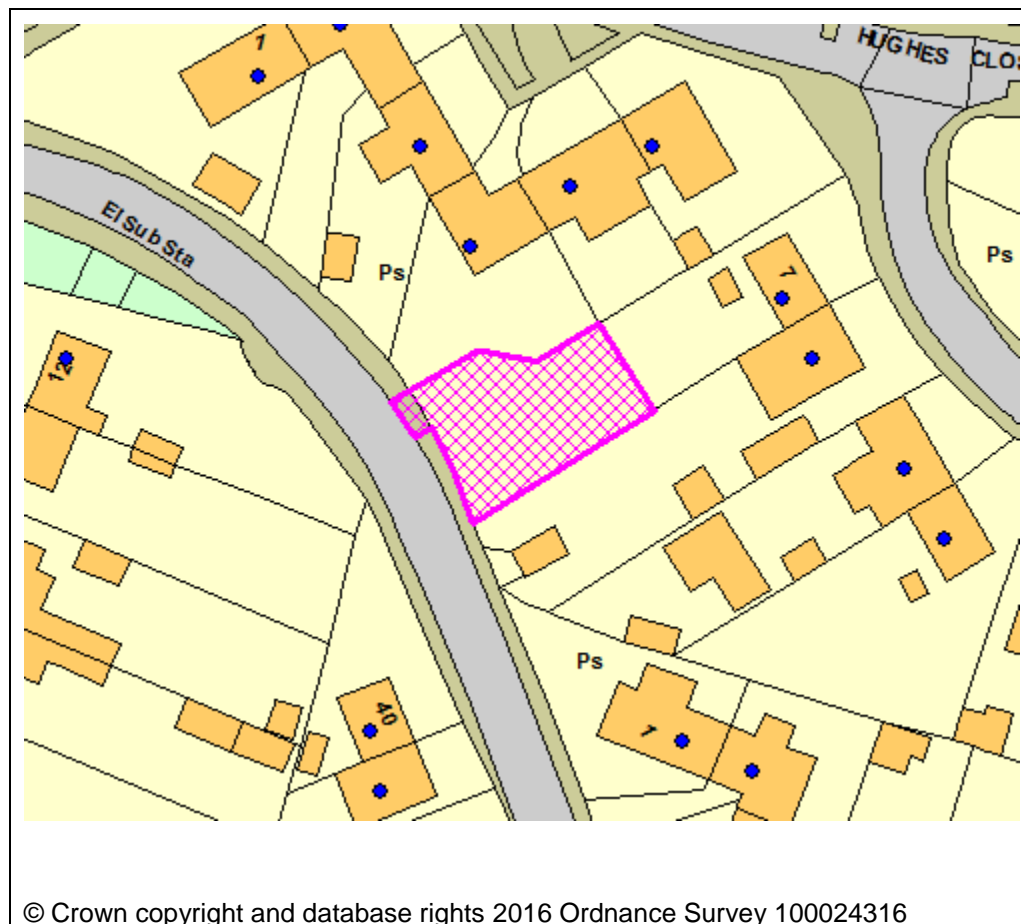 1
HUGHES CLOS
El Sub Sta
Ps
Ps
7
12
Ps
40
1
© Crown copyright and database rights 2016 Ordnance Survey 100024316